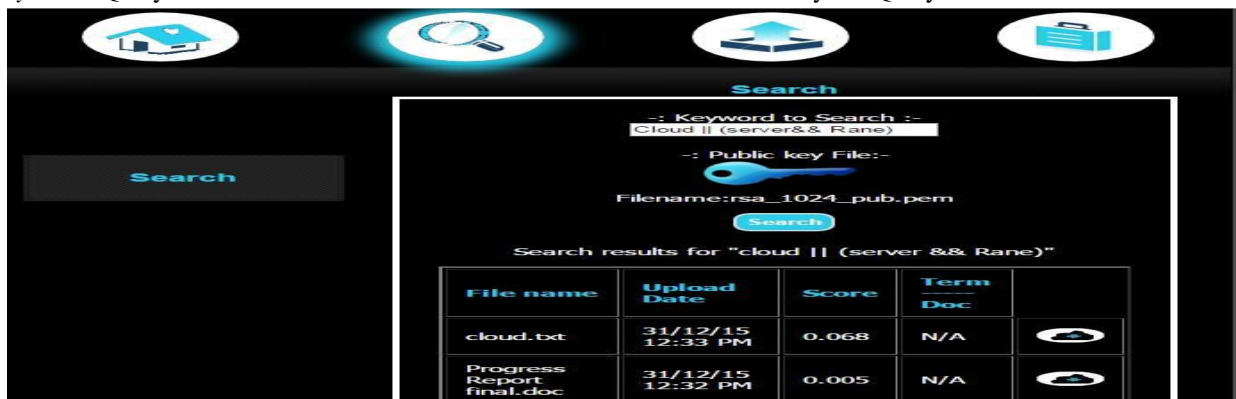 Search
-: Keyword to Search :-
Cloud || (server&& Rane)
-: Public key File:-
Search
Filename:rsa_1024_pub.pem
Search
Search results for "cloud || (server && Rane)"
File name Upload Date Score Term
-----
Doc
cloud.txt 31/12/15 12:33 PM 0.068 N/A
Progress Report final.doc 31/12/15 12:32 PM 0.005 N/A